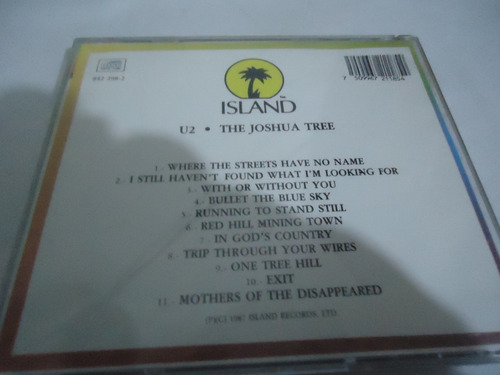 ISLAND
7 509967 211854
U2 • THE JOSHUA TREE
1.- WHERE THE STREETS HAVE NO NAME
2.- I STILL HAVEN'T FOUND WHAT I'M LOOKING FOR
3.- WITH OR WITHOUT YOU
4.- BULLET THE BLUE SKY
5.- RUNNING TO STAND STILL
6.- RED HILL MINING TOWN
7.- IN GOD'S COUNTRY
8.- TRIP THROUGH YOUR WIRES
9.- ONE TREE HILL
10.- EXIT
11.- MOTHERS OF THE DISAPPEARED
1987 ISLAND RECORDS, LTD.